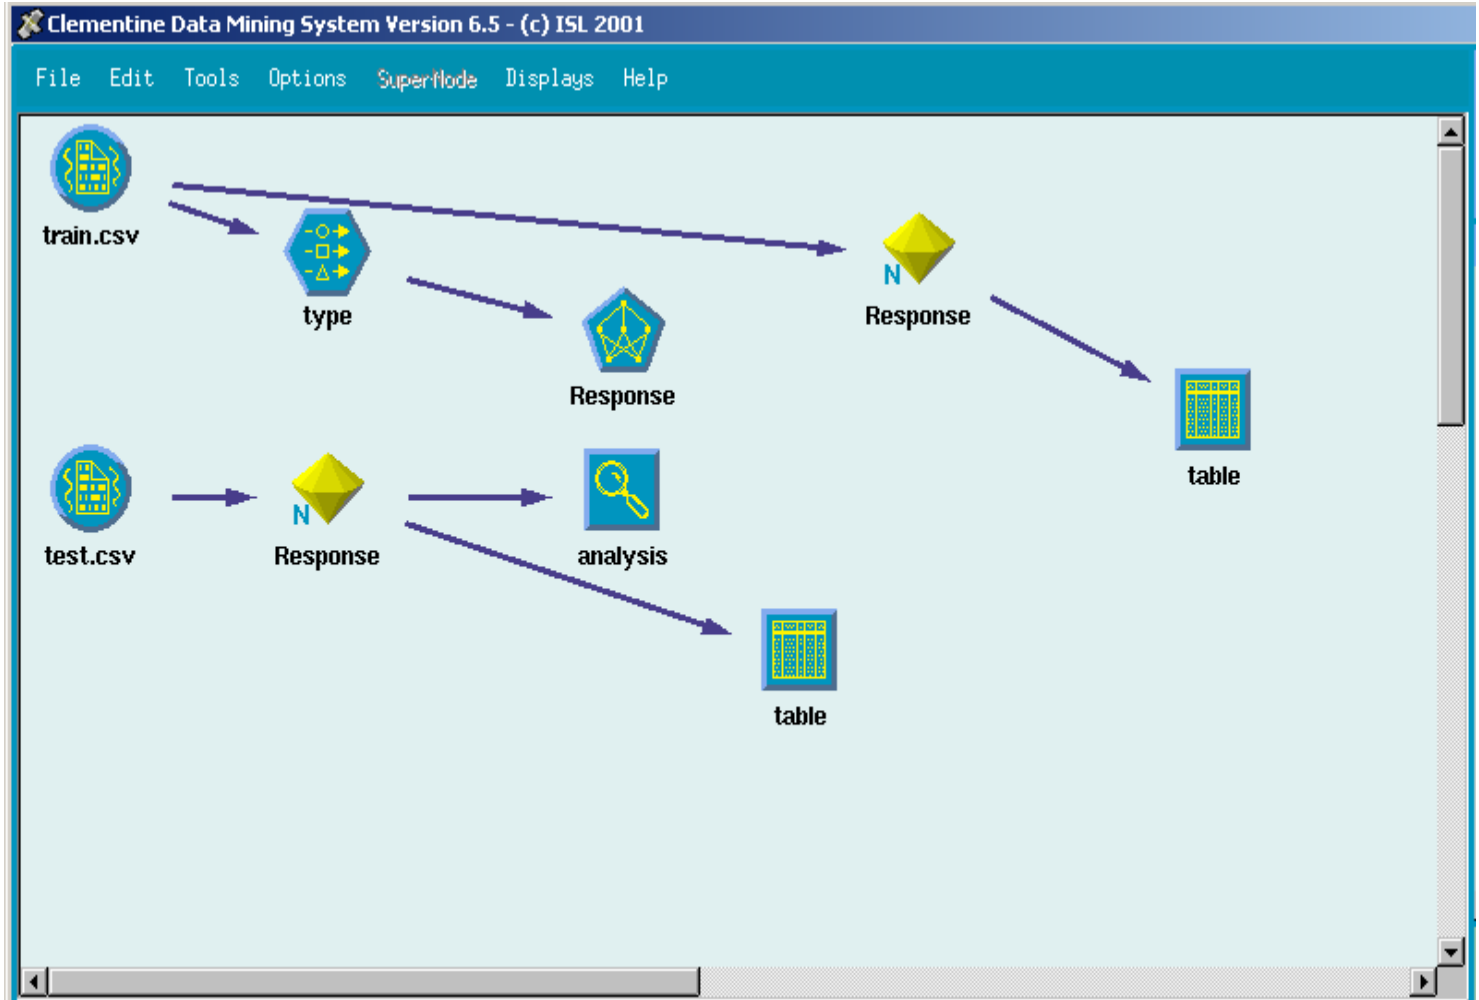 Clementine Data Mining System Version 6.5 - (c) ISL 2001
File Edit Tools Options SuperNode Displays Help
train.csv
type
Response
N
Response
table
test.csv
N
Response
analysis
table